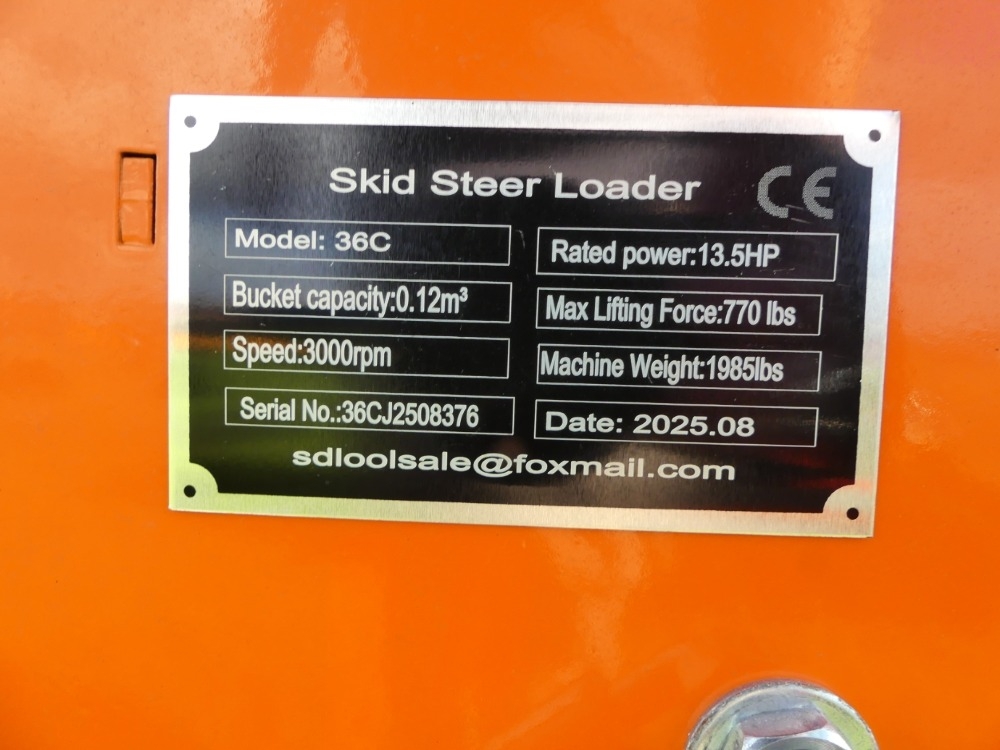 Skid Steer Loader
CE
Model: 36C
Rated power:13.5HP
Bucket capacity:0.12m³
Max Lifting Force:770 lbs
Speed:3000rpm
Machine Weight:1985lbs
Serial No.:36CJ2508376
Date: 2025.08
sdloolsale@foxmail.com